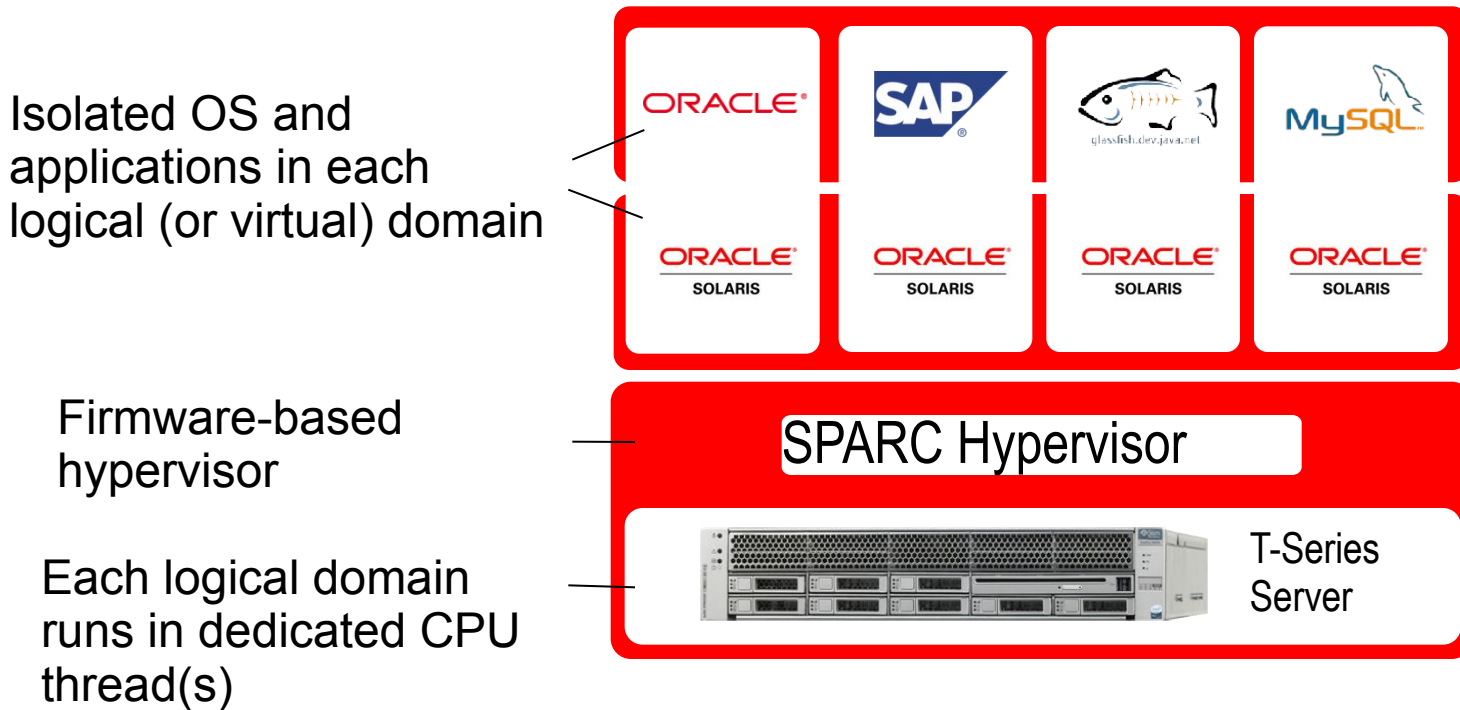 Isolated OS and
applications in each
logical (or virtual) domain
ORACLE®
SAP®
glassfish.dev.java.net
MySQL
ORACLE®
SOLARIS
ORACLE®
SOLARIS
ORACLE®
SOLARIS
ORACLE®
SOLARIS
Firmware-based
hypervisor
SPARC Hypervisor
Each logical domain
runs in dedicated CPU
thread(s)
T-Series
Server